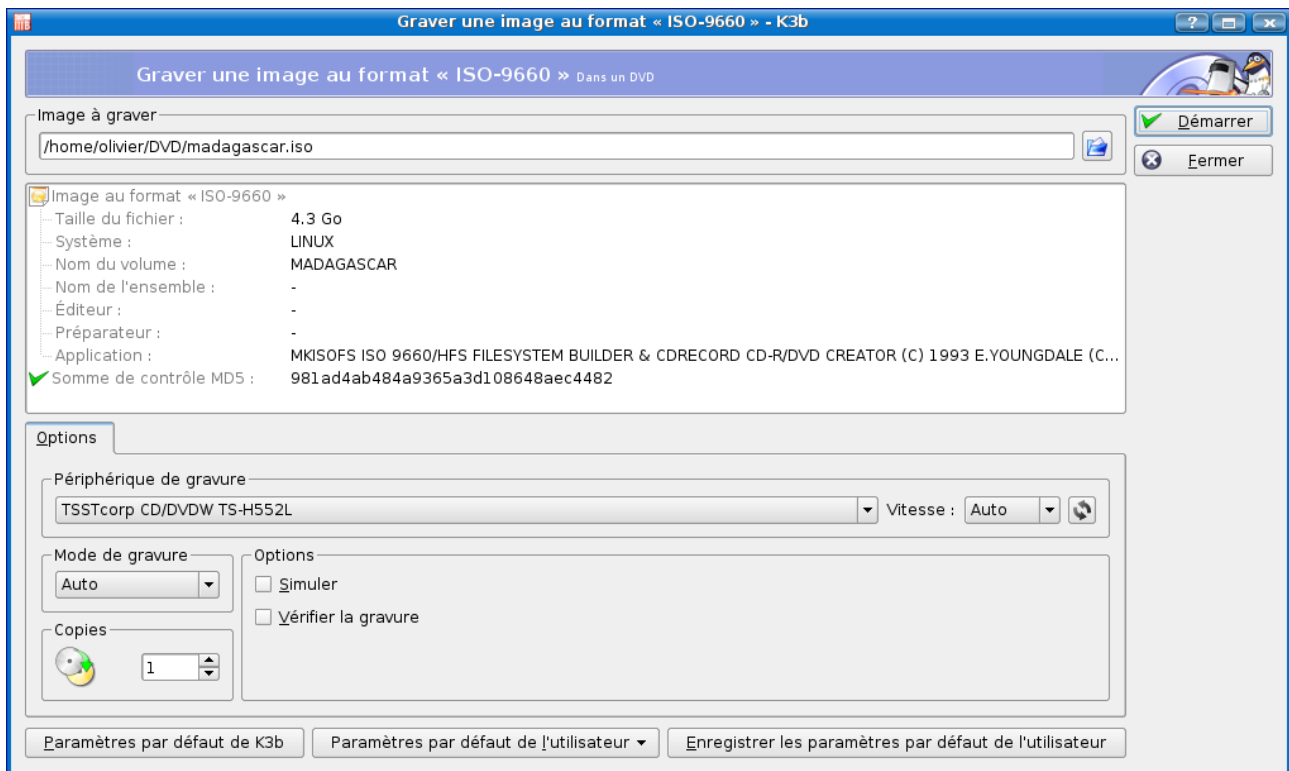 Graver une image au format « ISO-9660 » - K3b
Graver une image au format « ISO-9660 » Dans un DVD
Image à graver
/home/olivier/DVD/madagascar.iso
Démarrer
Fermer
Image au format « ISO-9660 »
Taille du fichier : 4.3 Go
Système : LINUX
Nom du volume : MADAGASCAR
Nom de l'ensemble : -
Éditeur : -
Préparateur : -
Application : MKISOFS ISO 9660/HFS FILESYSTEM BUILDER & CDRECORD CD-R/DVD CREATOR (C) 1993 E.YOUNGDALE (C...
Somme de contrôle MD5 : 981ad4ab484a9365a3d108648aec4482
Options
Périphérique de gravure
TSSTcorp CD/DVDW TS-H552L Vitesse : Auto
Mode de gravure
Auto
Options
Simuler
Vérifier la gravure
Copies
1
Paramètres par défaut de K3b Paramètres par défaut de l'utilisateur Enregistrer les paramètres par défaut de l'utilisateur